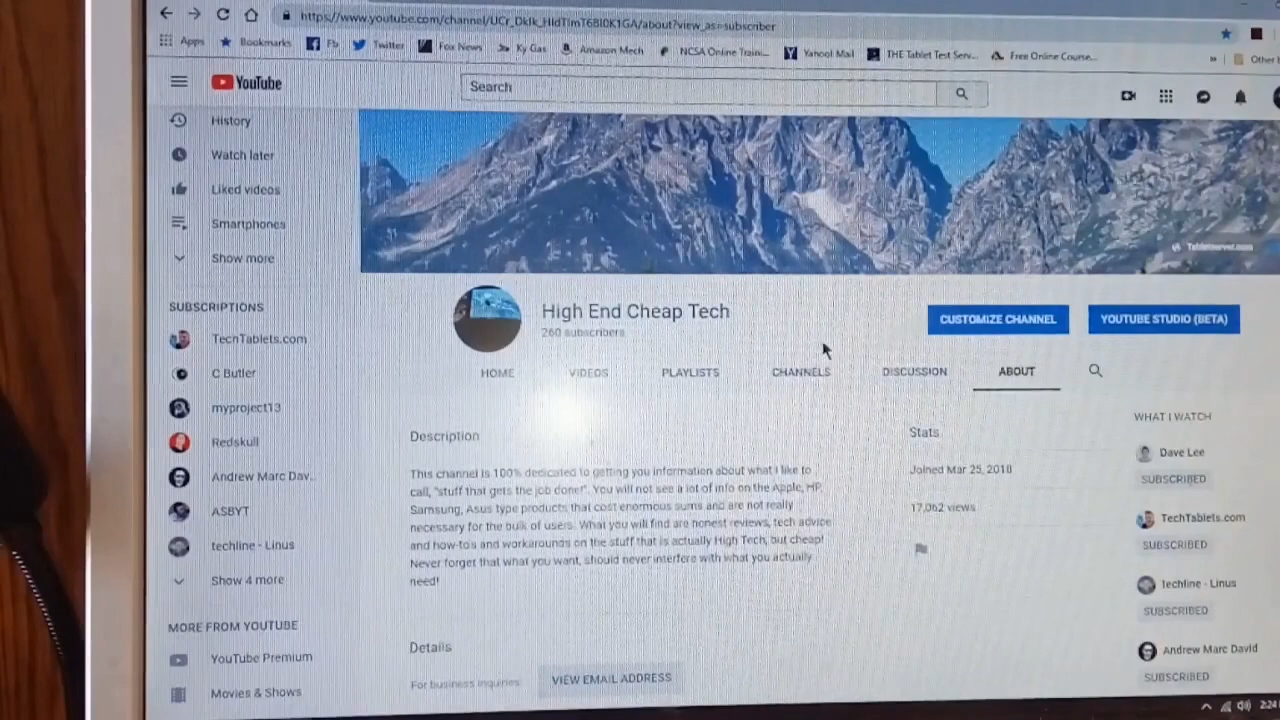 https://www.youtube.com/channel/
about?view_as=subscriber
Apps Bookmarks Fb Twitter Fox News Ky Gas Amazon Mech NCSA Online Traini... Yahoo! Mail THE Tablet Test Serv... Free Online Course... Other
YouTube
Search
History
Watch later
Liked videos
Smartphones
Show more
SUBSCRIPTIONS
TechTablets.com
C Butler
myproject13
Redskull
Andrew Marc Dav...
ASBYT
techline - Linus
Show 4 more
MORE FROM YOUTUBE
YouTube Premium
Movies & Shows
High End Cheap Tech
260 subscribers
CUSTOMIZE CHANNEL
YOUTUBE STUDIO (BETA)
HOME VIDEOS PLAYLISTS CHANNELS DISCUSSION ABOUT
Description
This channel is 100% dedicated to getting you information about what I like to
call, "stuff that gets the job done!". You will not see a lot of info on the Apple, HP,
Samsung, Asus type products that cost enormous sums and are not really
necessary for the bulk of users. What you will find are honest reviews, tech advice
and how-to's and workarounds on the stuff that is actually High Tech, but cheap!
Never forget that what you want, should never interfere with what you actually
need!
Details
For business inquiries:
VIEW EMAIL ADDRESS
Stats
Joined Mar 25, 2018
17,062 views
WHAT I WATCH
Dave Lee
SUBSCRIBED
TechTablets.com
SUBSCRIBED
techline - Linus
SUBSCRIBED
Andrew Marc David
SUBSCRIBED
2:24